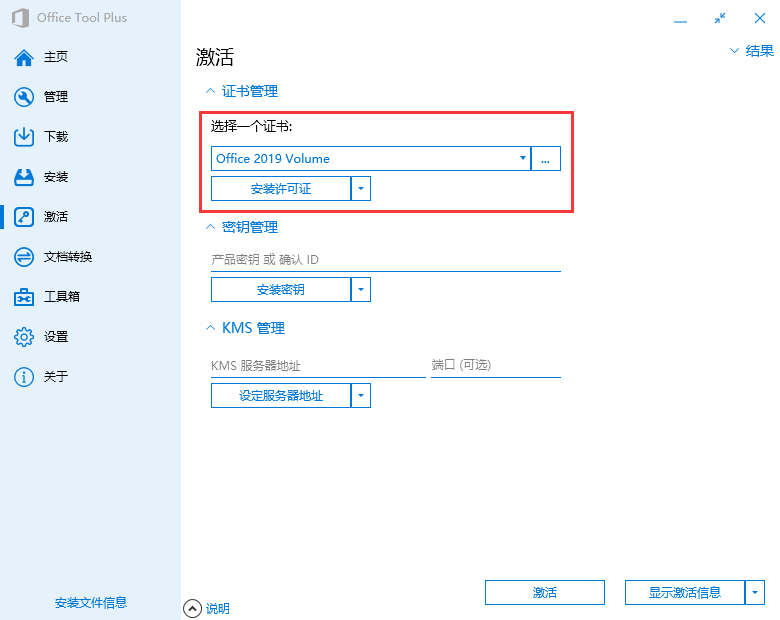 Office Tool Plus
主页
管理
下载
安装
激活
文档转换
工具箱
设置
关于
安装文件信息
激活
结果
证书管理
选择一个证书:
Office 2019 Volume
...
安装许可证
密钥管理
产品密钥 或 确认 ID
安装密钥
KMS 管理
KMS 服务器地址
端口 (可选)
设定服务器地址
说明
激活
显示激活信息